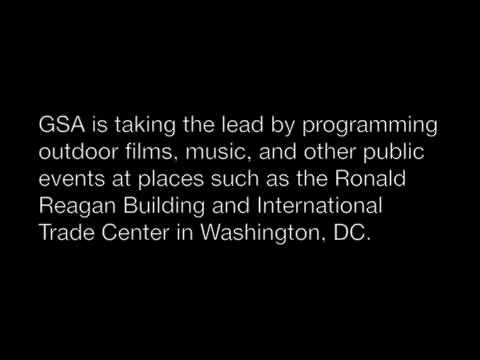 GSA is taking the lead by programming
outdoor films, music, and other public
events at places such as the Ronald
Reagan Building and International
Trade Center in Washington, DC.